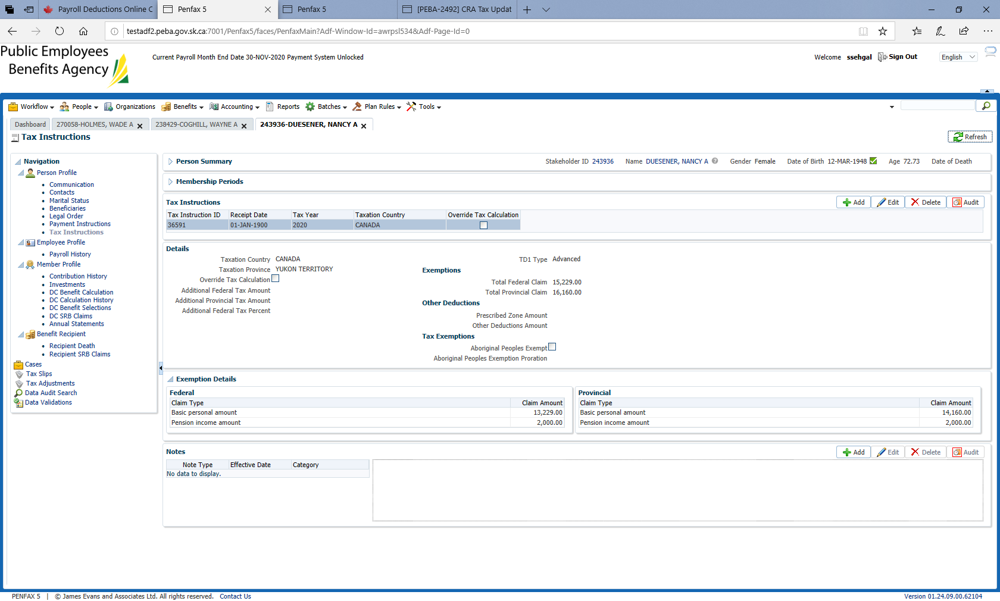 Payroll Deductions Online C
Penfax 5
Penfax 5
[PEBA-2492] CRA Tax Updat
testadf2.peba.gov.sk.ca:7001/Penfax5/faces/PenfaxMain?Adf-Window-Id=awrpsl534&Adf-Page-Id=0
Public Employees
Benefits Agency
Current Payroll Month End Date 30-NOV-2020 Payment System Unlocked
Welcome ssehgal Sign Out English
Workflow People Organizations Benefits Accounting Reports Batches Plan Rules Tools
Dashboard 270058-HOLMES, WADE A 238429-COGHILL, WAYNE A 243936-DUESENER, NANCY A
Tax Instructions
Refresh
Navigation
Person Profile
Communication
Contacts
Marital Status
Beneficiaries
Legal Order
Payment Instructions
Tax Instructions
Employee Profile
Payroll History
Member Profile
Contribution History
Investments
DC Benefit Calculation
DC Calculation History
DC Benefit Selections
DC SRB Claims
Annual Statements
Benefit Recipient
Recipient Death
Recipient SRB Claims
Cases
Tax Slips
Tax Adjustments
Data Audit Search
Data Validations
Person Summary Stakeholder ID 243936 Name DUESENER, NANCY A Gender Female Date of Birth 12-MAR-1948 Age 72.73 Date of Death
Membership Periods
Tax Instructions Add Edit Delete Audit
Tax Instruction ID Receipt Date Tax Year Taxation Country Override Tax Calculation
36591 01-JAN-1900 2020 CANADA
Details
Taxation Country CANADA
Taxation Province YUKON TERRITORY
Override Tax Calculation
Additional Federal Tax Amount
Additional Provincial Tax Amount
Additional Federal Tax Percent
TD1 Type Advanced
Exemptions
Total Federal Claim 15,229.00
Total Provincial Claim 16,160.00
Other Deductions
Prescribed Zone Amount
Other Deductions Amount
Tax Exemptions
Aboriginal Peoples Exempt
Aboriginal Peoples Exemption Proration
Exemption Details
Federal
Claim Type Claim Amount
Basic personal amount 13,229.00
Pension income amount 2,000.00
Provincial
Claim Type Claim Amount
Basic personal amount 14,160.00
Pension income amount 2,000.00
Notes Add Edit Delete Audit
Note Type Effective Date Category
No data to display.
PENFAX 5 | © James Evans and Associates Ltd. All rights reserved. Contact Us
Version 01.24.09.00.62104